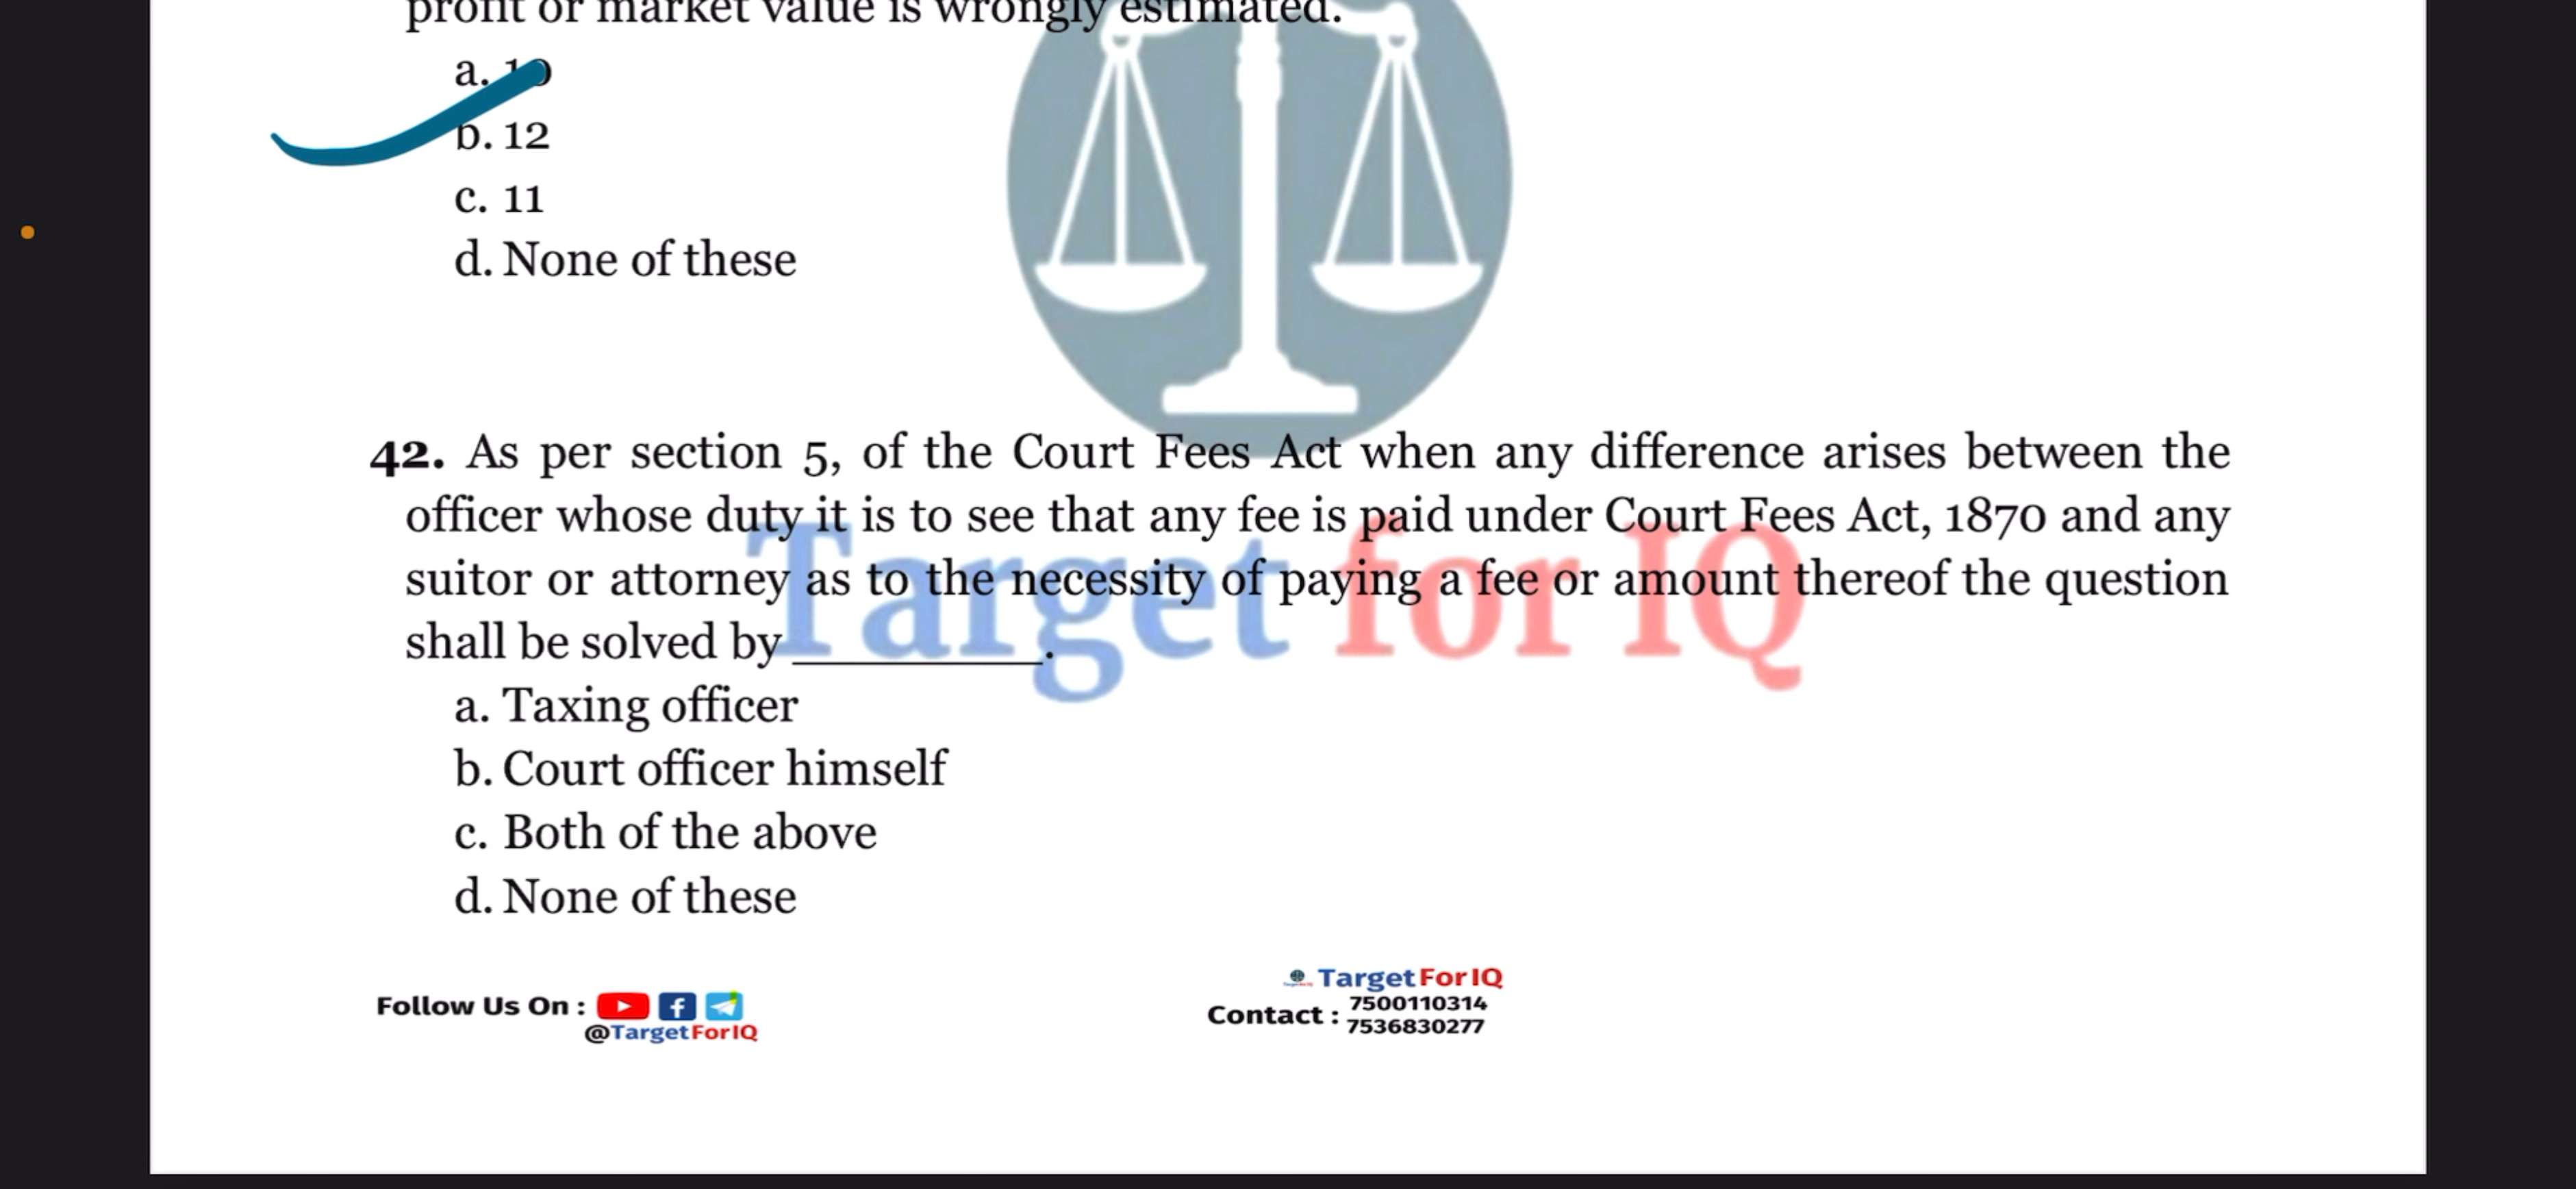 profit or market value is wrongly estimated.
a. 10
b. 12
c. 11
d. None of these
42. As per section 5, of the Court Fees Act when any difference arises between the
officer whose duty it is to see that any fee is paid under Court Fees Act, 1870 and any
suitor or attorney as to the necessity of paying a fee or amount thereof the question
shall be solved by __________.
Target for IQ
a. Taxing officer
b. Court officer himself
c. Both of the above
d. None of these
Follow Us On :
@TargetForIQ
TargetForIQ
Contact : 7500110314
7536830277